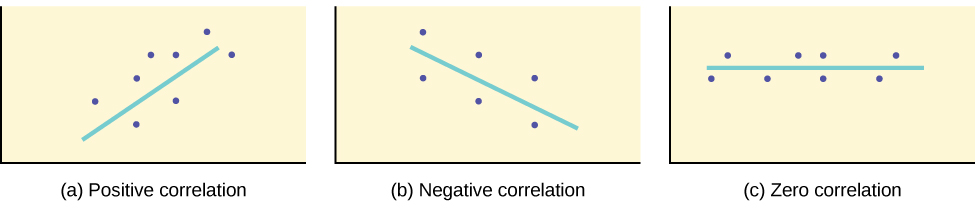 (a) Positive correlation
(b) Negative correlation
(c) Zero correlation